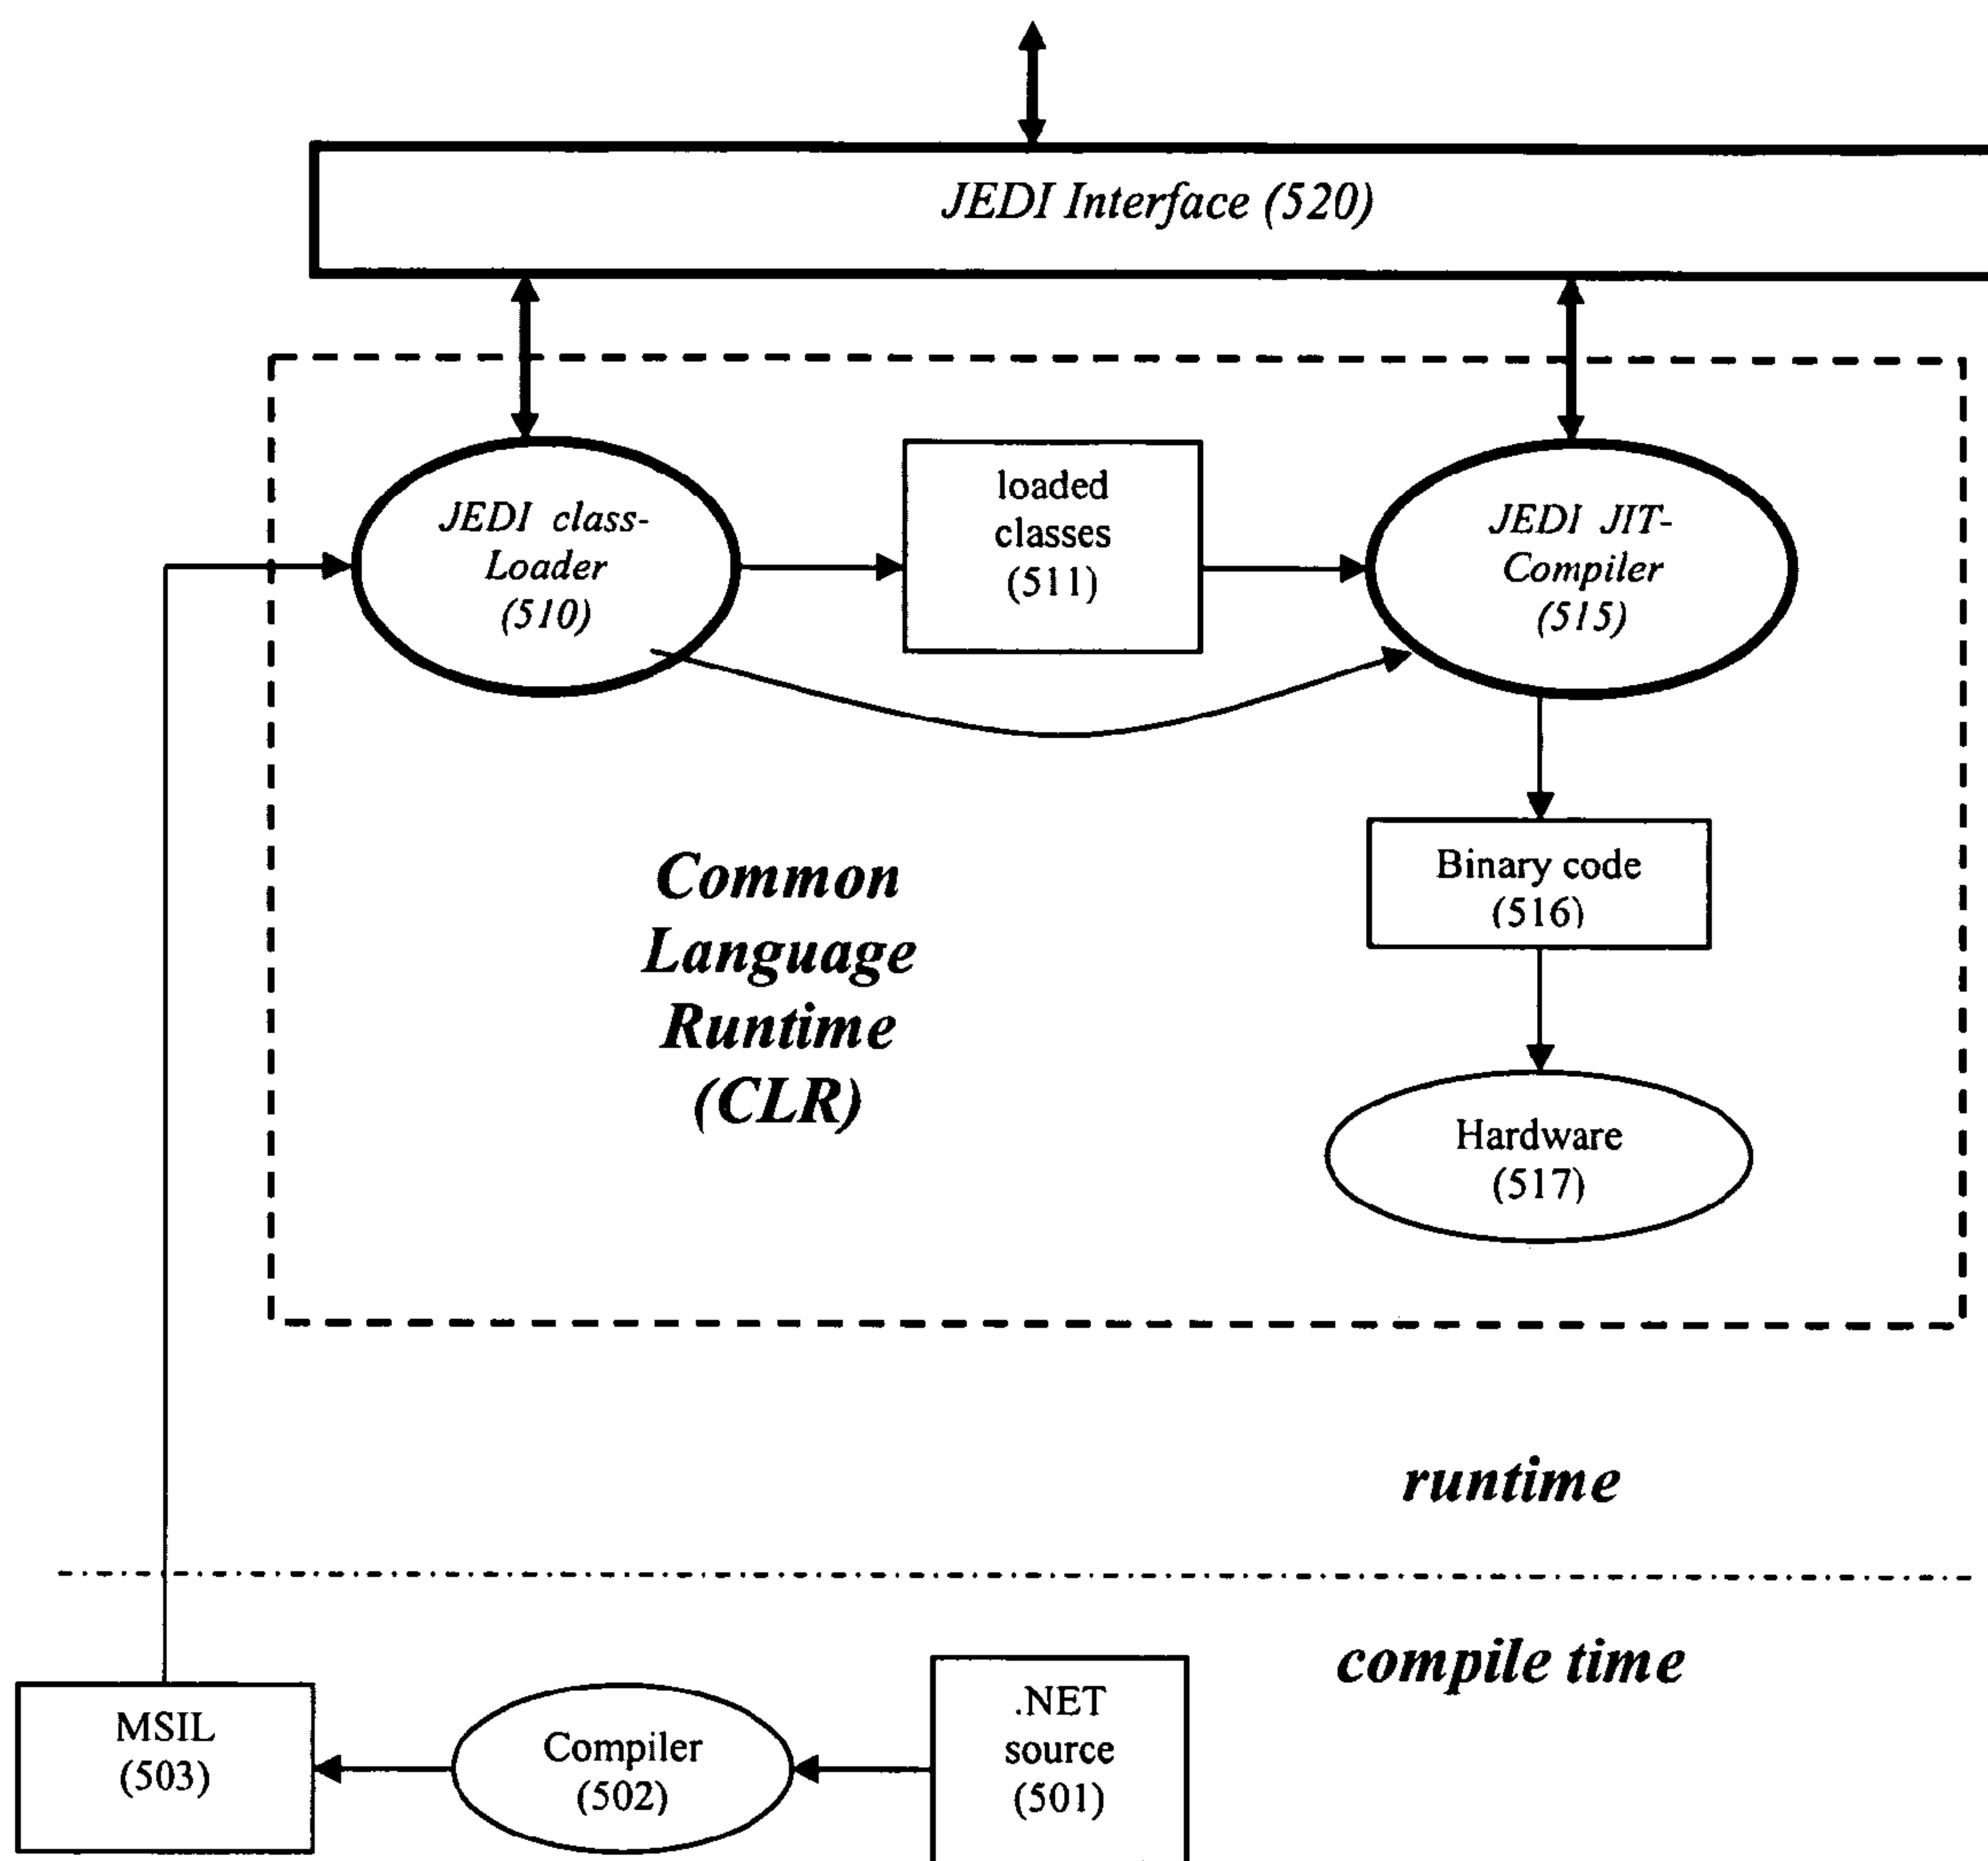 JEDI Interface (520)
JEDI class-
Loader
(510)
loaded
classes
(511)
JEDI JIT-
Compiler
(515)
Binary code
(516)
Common
Language
Runtime
(CLR)
Hardware
(517)
runtime
compile time
MSIL
(503)
Compiler
(502)
.NET
source
(501)